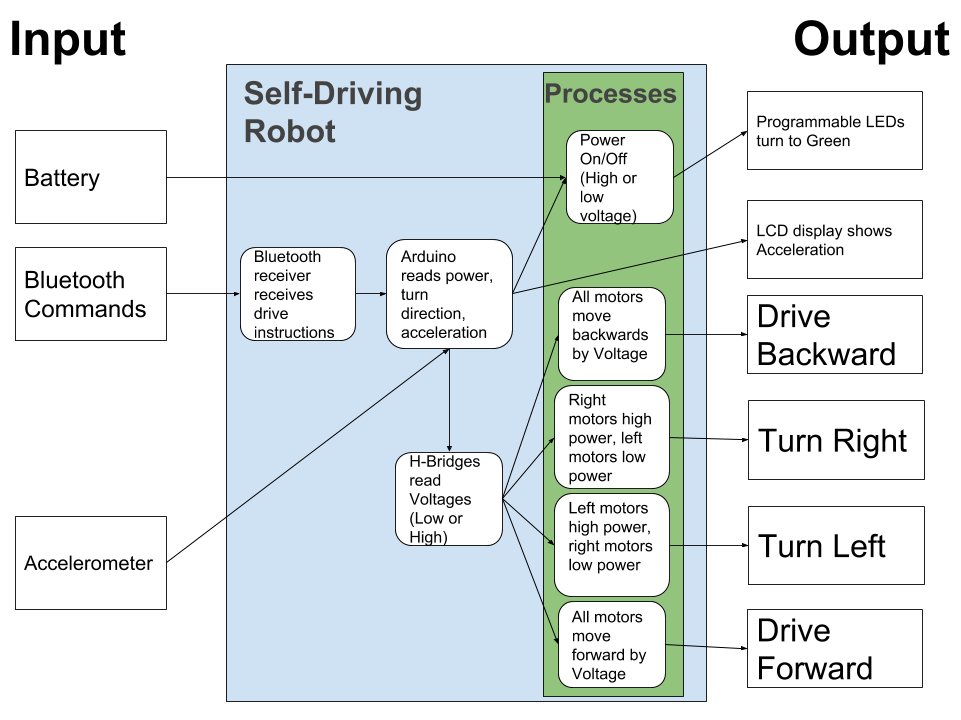 Input
Output
Self-Driving
Robot
Processes
Battery
Power
On/Off
(High or
low
voltage)
Programmable LEDs
turn to Green
LCD display shows
Acceleration
Bluetooth
Commands
Bluetooth
receiver
receives
drive
instructions
Arduino
reads power,
turn
direction,
acceleration
All motors
move
backwards
by Voltage
Drive
Backward
Right
motors high
power, left
motors low
power
Turn Right
H-Bridges
read
Voltages
(Low or
High)
Left motors
high power,
right motors
low power
Turn Left
Accelerometer
All motors
move
forward by
Voltage
Drive
Forward